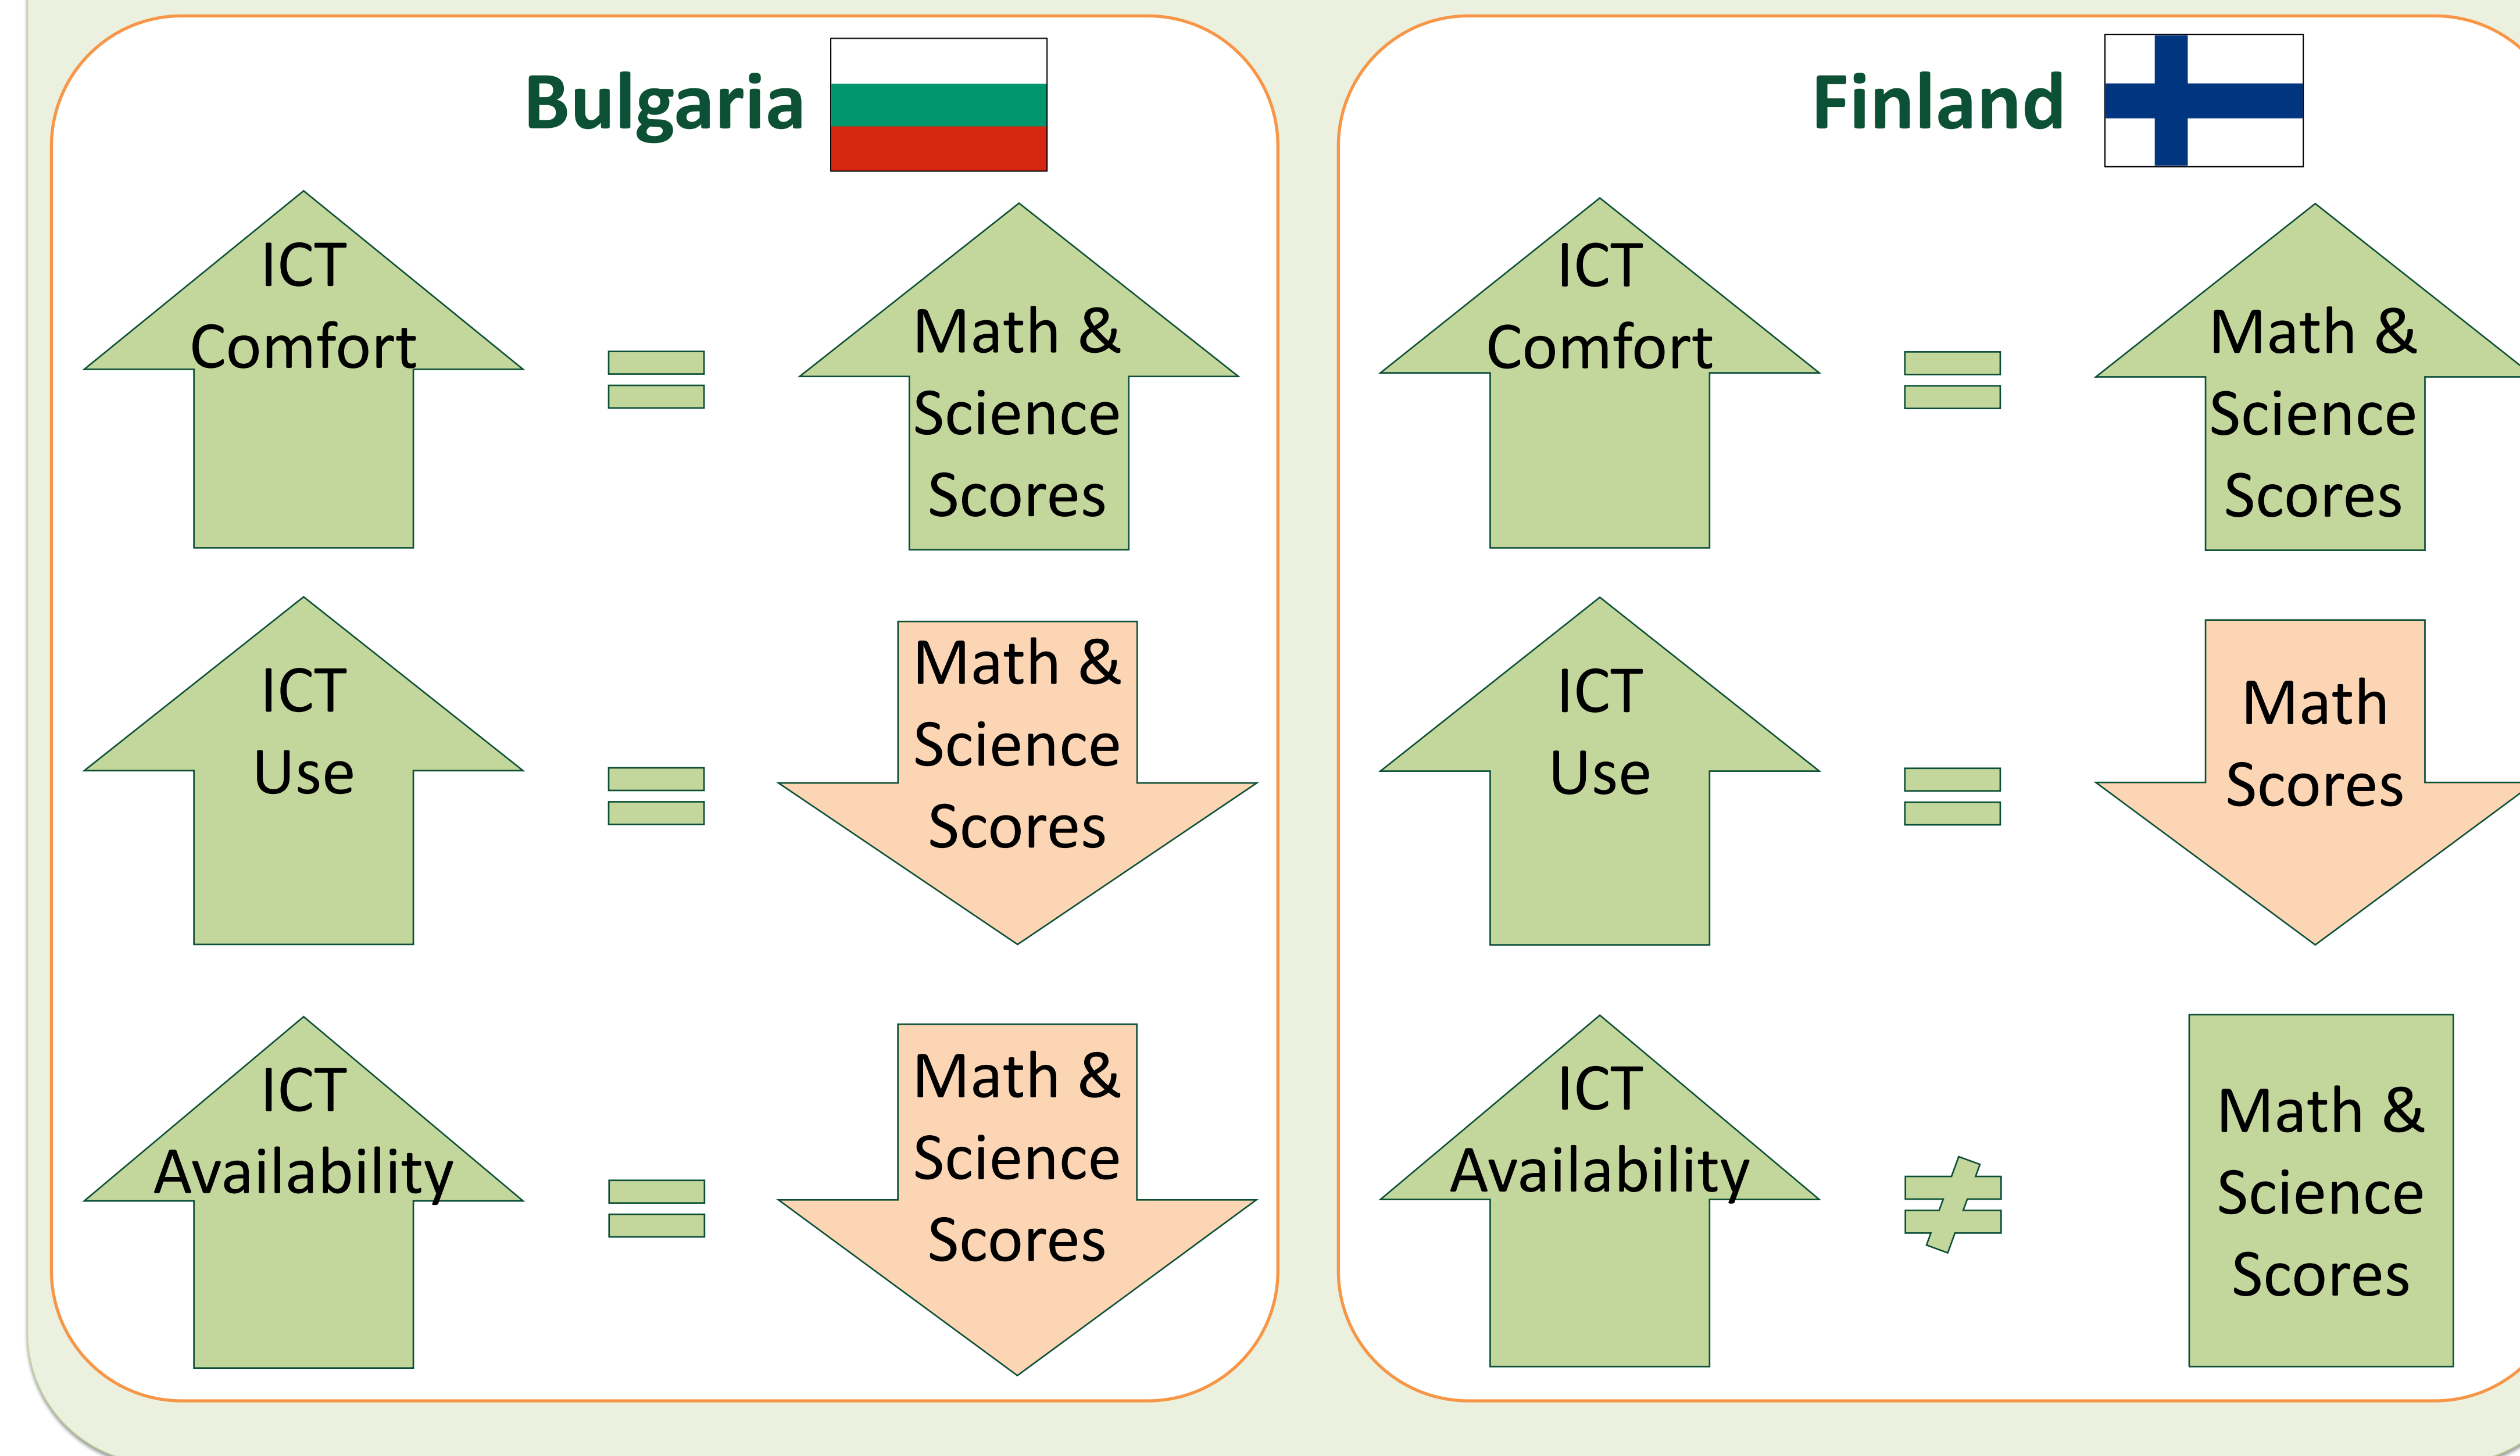 Bulgaria
ICT
Comfort
Math &
Science
Scores
ICT
Use
Math &
Science
Scores
ICT
Availability
Math &
Science
Scores
Finland
ICT
Comfort
Math &
Science
Scores
ICT
Use
Math
Scores
ICT
Availability
Math &
Science
Scores